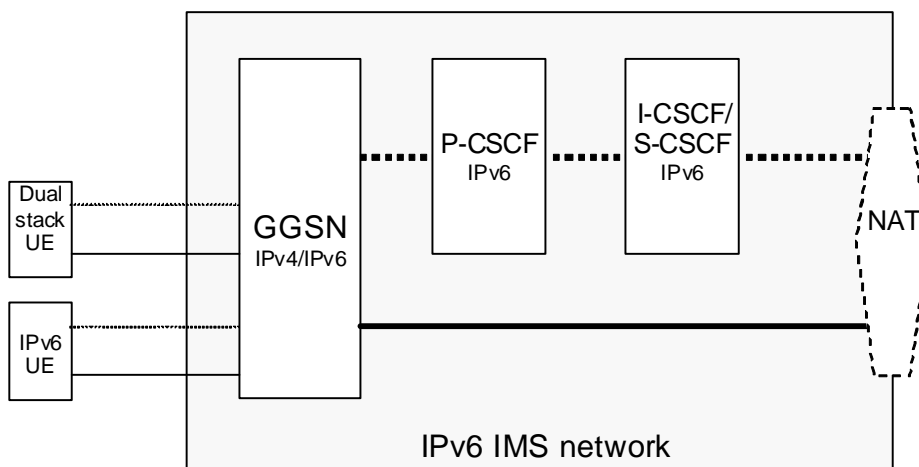 Dual
stack
UE
IPv6
UE
GGSN
IPv4/IPv6
P-CSCF
IPv6
I-CSCF/
S-CSCF
IPv6
NAT
IPv6 IMS network